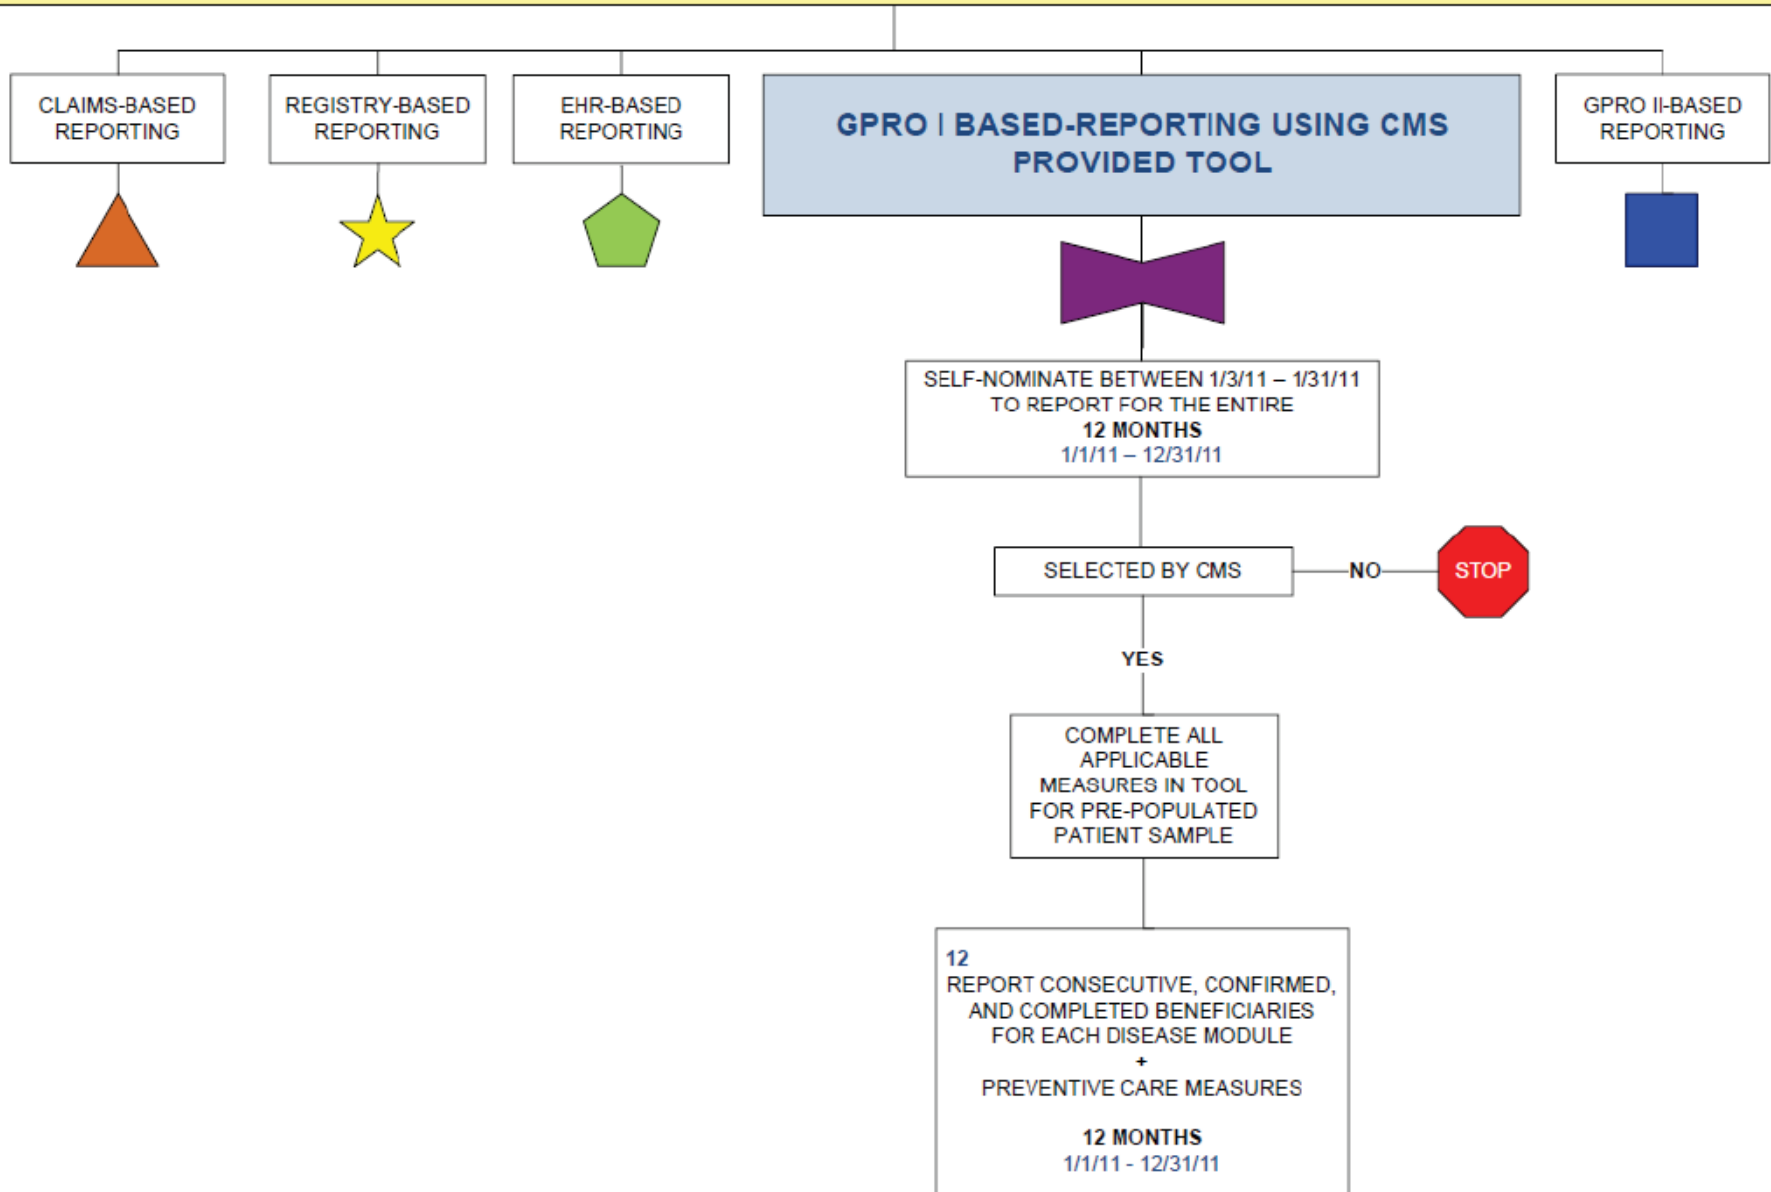 CLAIMS-BASED
REPORTING
REGISTRY-BASED
REPORTING
EHR-BASED
REPORTING
GPRO I BASED-REPORTING USING CMS
PROVIDED TOOL
GPRO II-BASED
REPORTING
SELF-NOMINATE BETWEEN 1/3/11 – 1/31/11
TO REPORT FOR THE ENTIRE
12 MONTHS
1/1/11 – 12/31/11
SELECTED BY CMS
NO
STOP
YES
COMPLETE ALL
APPLICABLE
MEASURES IN TOOL
FOR PRE-POPULATED
PATIENT SAMPLE
12
REPORT CONSECUTIVE, CONFIRMED,
AND COMPLETED BENEFICIARIES
FOR EACH DISEASE MODULE
+
PREVENTIVE CARE MEASURES
12 MONTHS
1/1/11 - 12/31/11